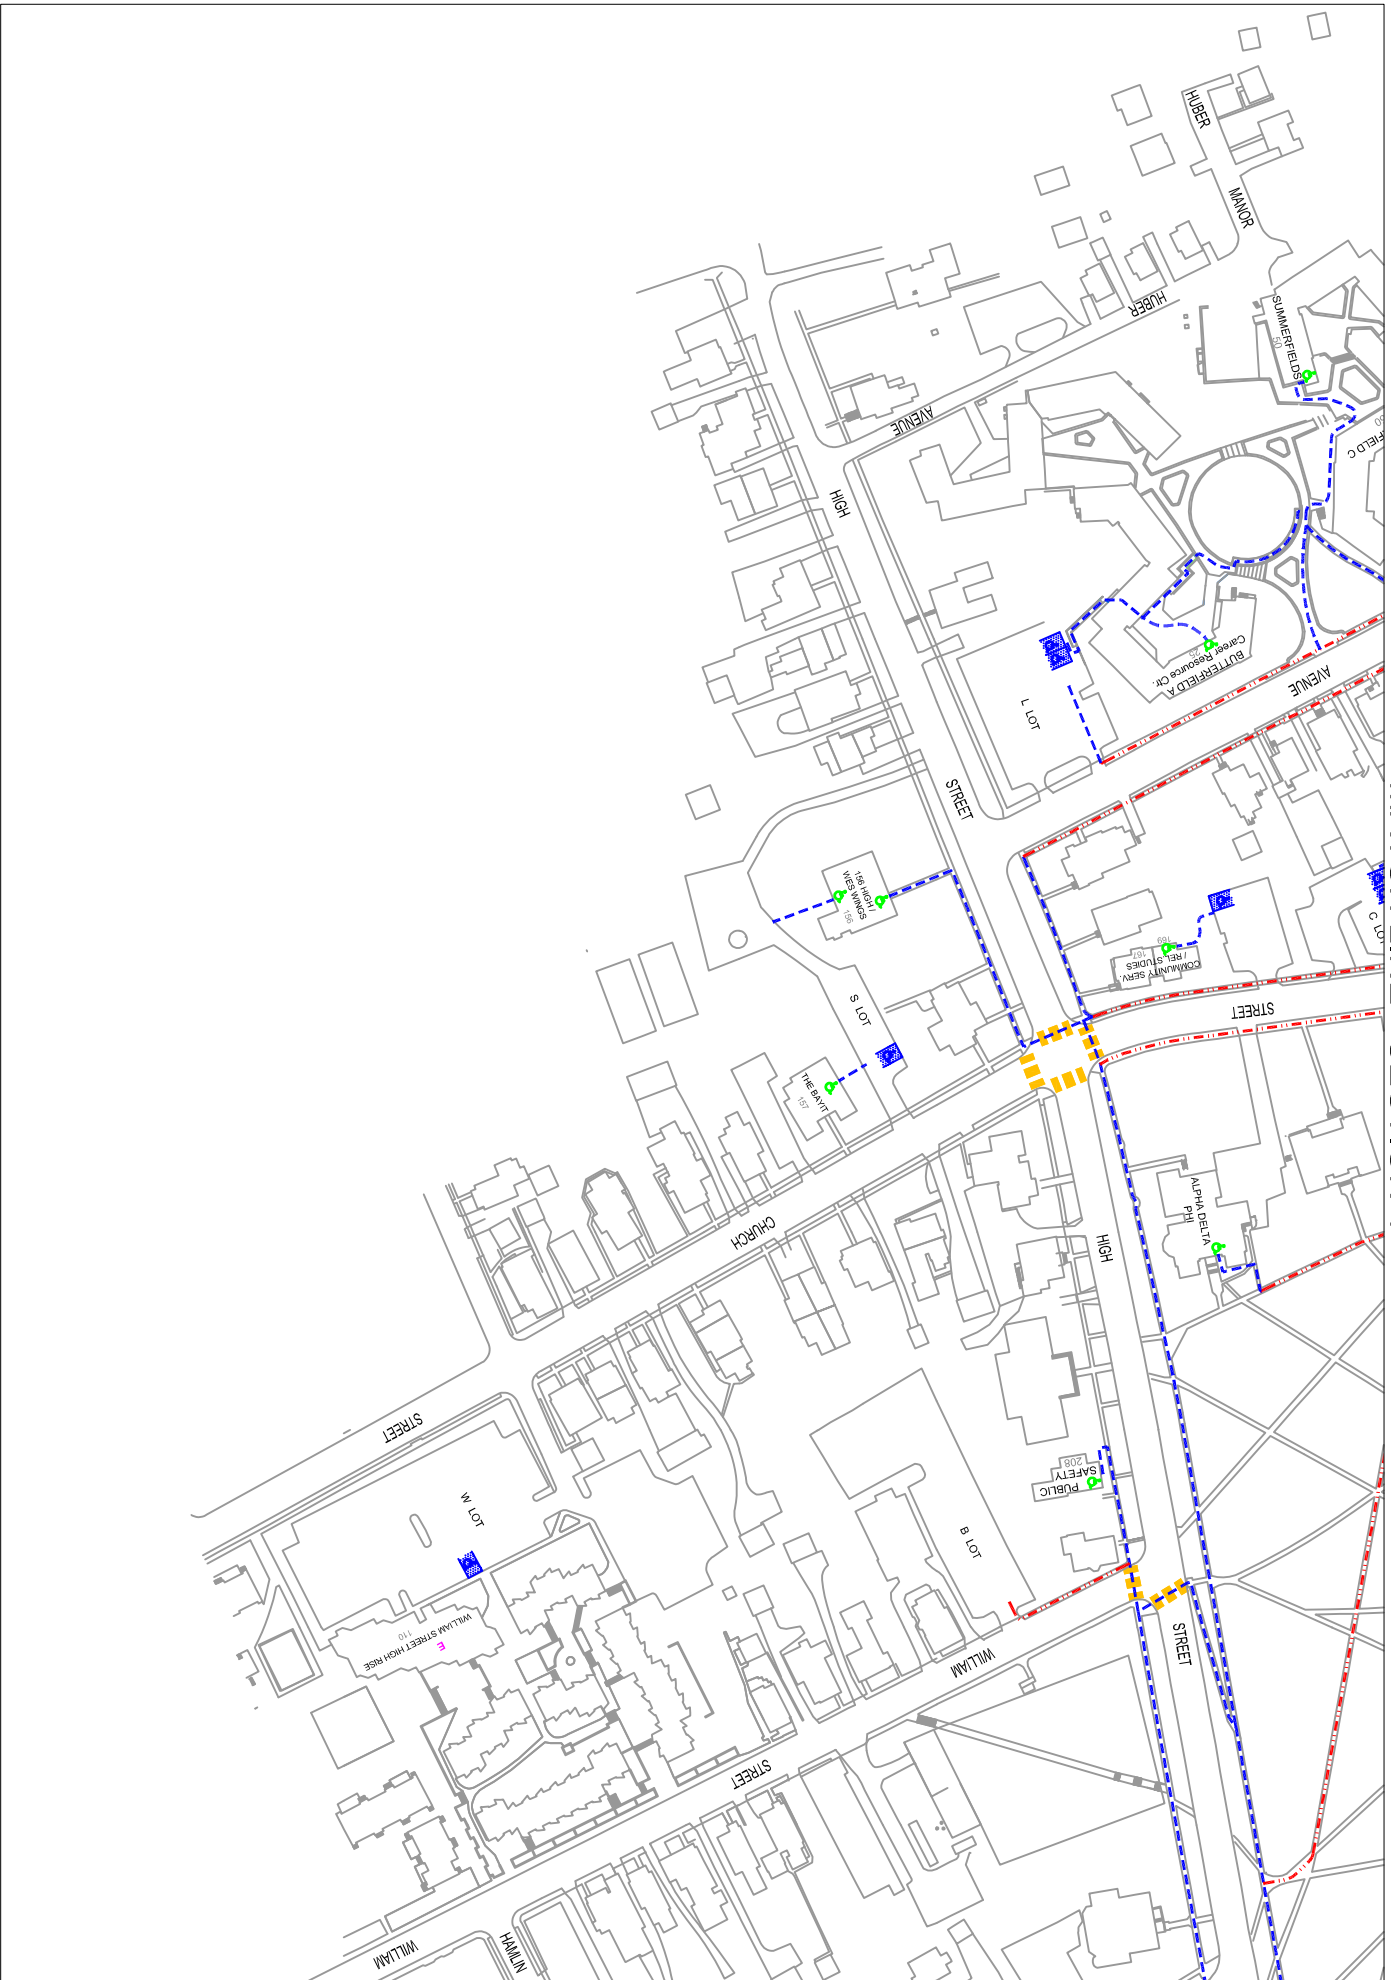 HUBER
MANOR
HUBER
SUMMERFIELDS
50
AVENUE
FIELD C
HIGH
BUTTERFIELD A
Career Resource Ctr.
25
AVENUE
L LOT
STREET
156 HIGH /
WES WINGS
156
C LOT
169
COMMUNITY SERV.
/ REL. STUDIES
167
STREET
S LOT
THE BAYIT
157
ALPHA DELTA
PHI
CHURCH
HIGH
STREET
PUBLIC
SAFETY
208
W LOT
B LOT
WILLIAM STREET HIGH RISE
110
E
WILLIAM
STREET
STREET
WILLIAM
HAMLIN